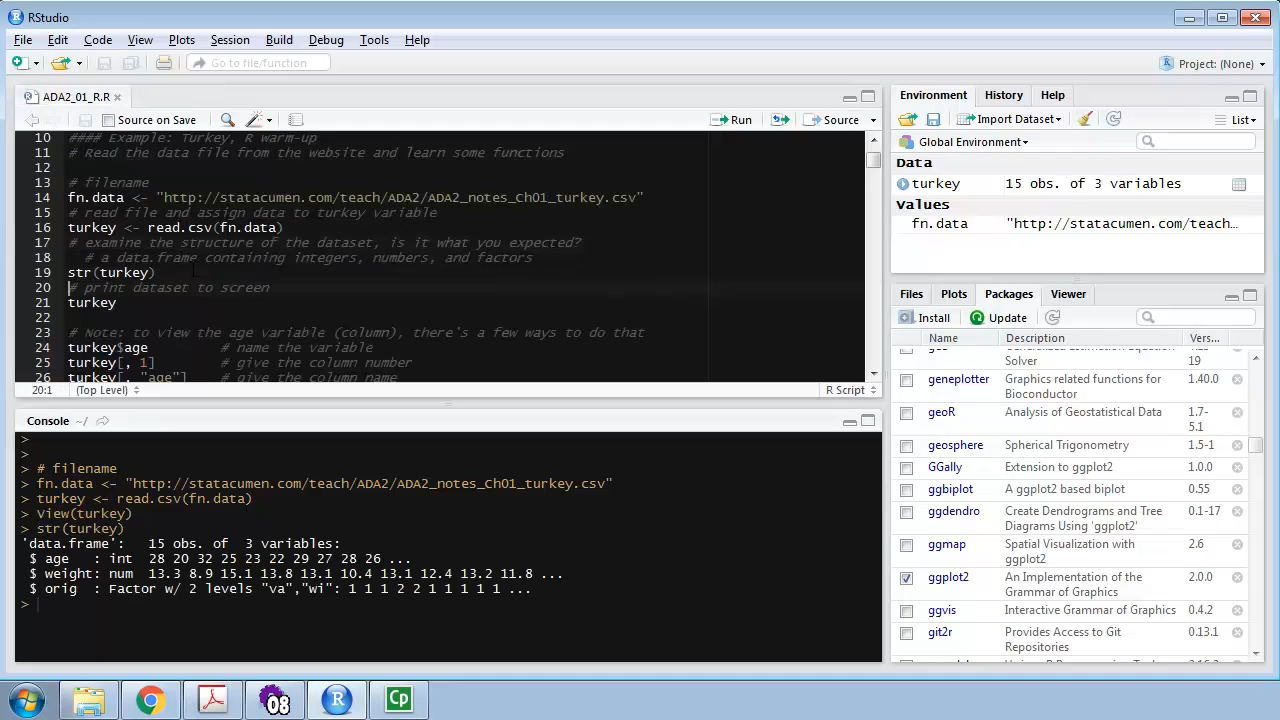 RStudio
File Edit Code View Plots Session Build Debug Tools Help
Go to file/function
Project: (None)
ADA2_01_R.R
Source on Save
Run
Source
10 #### Example: Turkey, R warm-up
11 # Read the data file from the website and learn some functions
12
13 # filename
14 fn.data <- "http://statacumen.com/teach/ADA2/ADA2_notes_Ch01_turkey.csv"
15 # read file and assign data to turkey variable
16 turkey <- read.csv(fn.data)
17 # examine the structure of the dataset, is it what you expected?
18 # a data.frame containing integers, numbers, and factors
19 str(turkey)
20 # print dataset to screen
21 turkey
22
23 # Note: to view the age variable (column), there's a few ways to do that
24 turkey$age # name the variable
25 turkey[, 1] # give the column number
26 turkey[, "age"] # give the column name
20:1 (Top Level) R Script
Console ~/
>
>
> # filename
> fn.data <- "http://statacumen.com/teach/ADA2/ADA2_notes_Ch01_turkey.csv"
> turkey <- read.csv(fn.data)
> View(turkey)
> str(turkey)
'data.frame': 15 obs. of 3 variables:
$ age : int 28 20 32 25 23 22 29 27 28 26 ...
$ weight: num 13.3 8.9 15.1 13.8 13.1 10.4 13.1 12.4 13.2 11.8 ...
$ orig : Factor w/ 2 levels "va","wi": 1 1 1 2 2 1 1 1 1 1 ...
>
Environment History Help
Import Dataset List
Global Environment
Data
turkey 15 obs. of 3 variables
Values
fn.data "http://statacumen.com/teach…
Files Plots Packages Viewer
Install Update
Name Description Vers...
Solver 19
geneplotter Graphics related functions for Bioconductor 1.40.0
geoR Analysis of Geostatistical Data 1.7-5.1
geosphere Spherical Trigonometry 1.5-1
GGally Extension to ggplot2 1.0.0
ggbiplot A ggplot2 based biplot 0.55
ggdendro Create Dendrograms and Tree Diagrams Using 'ggplot2' 0.1-17
ggmap Spatial Visualization with ggplot2 2.6
ggplot2 An Implementation of the Grammar of Graphics 2.0.0
ggvis Interactive Grammar of Graphics 0.4.2
git2r Provides Access to Git Repositories 0.13.1
08
R
Cp